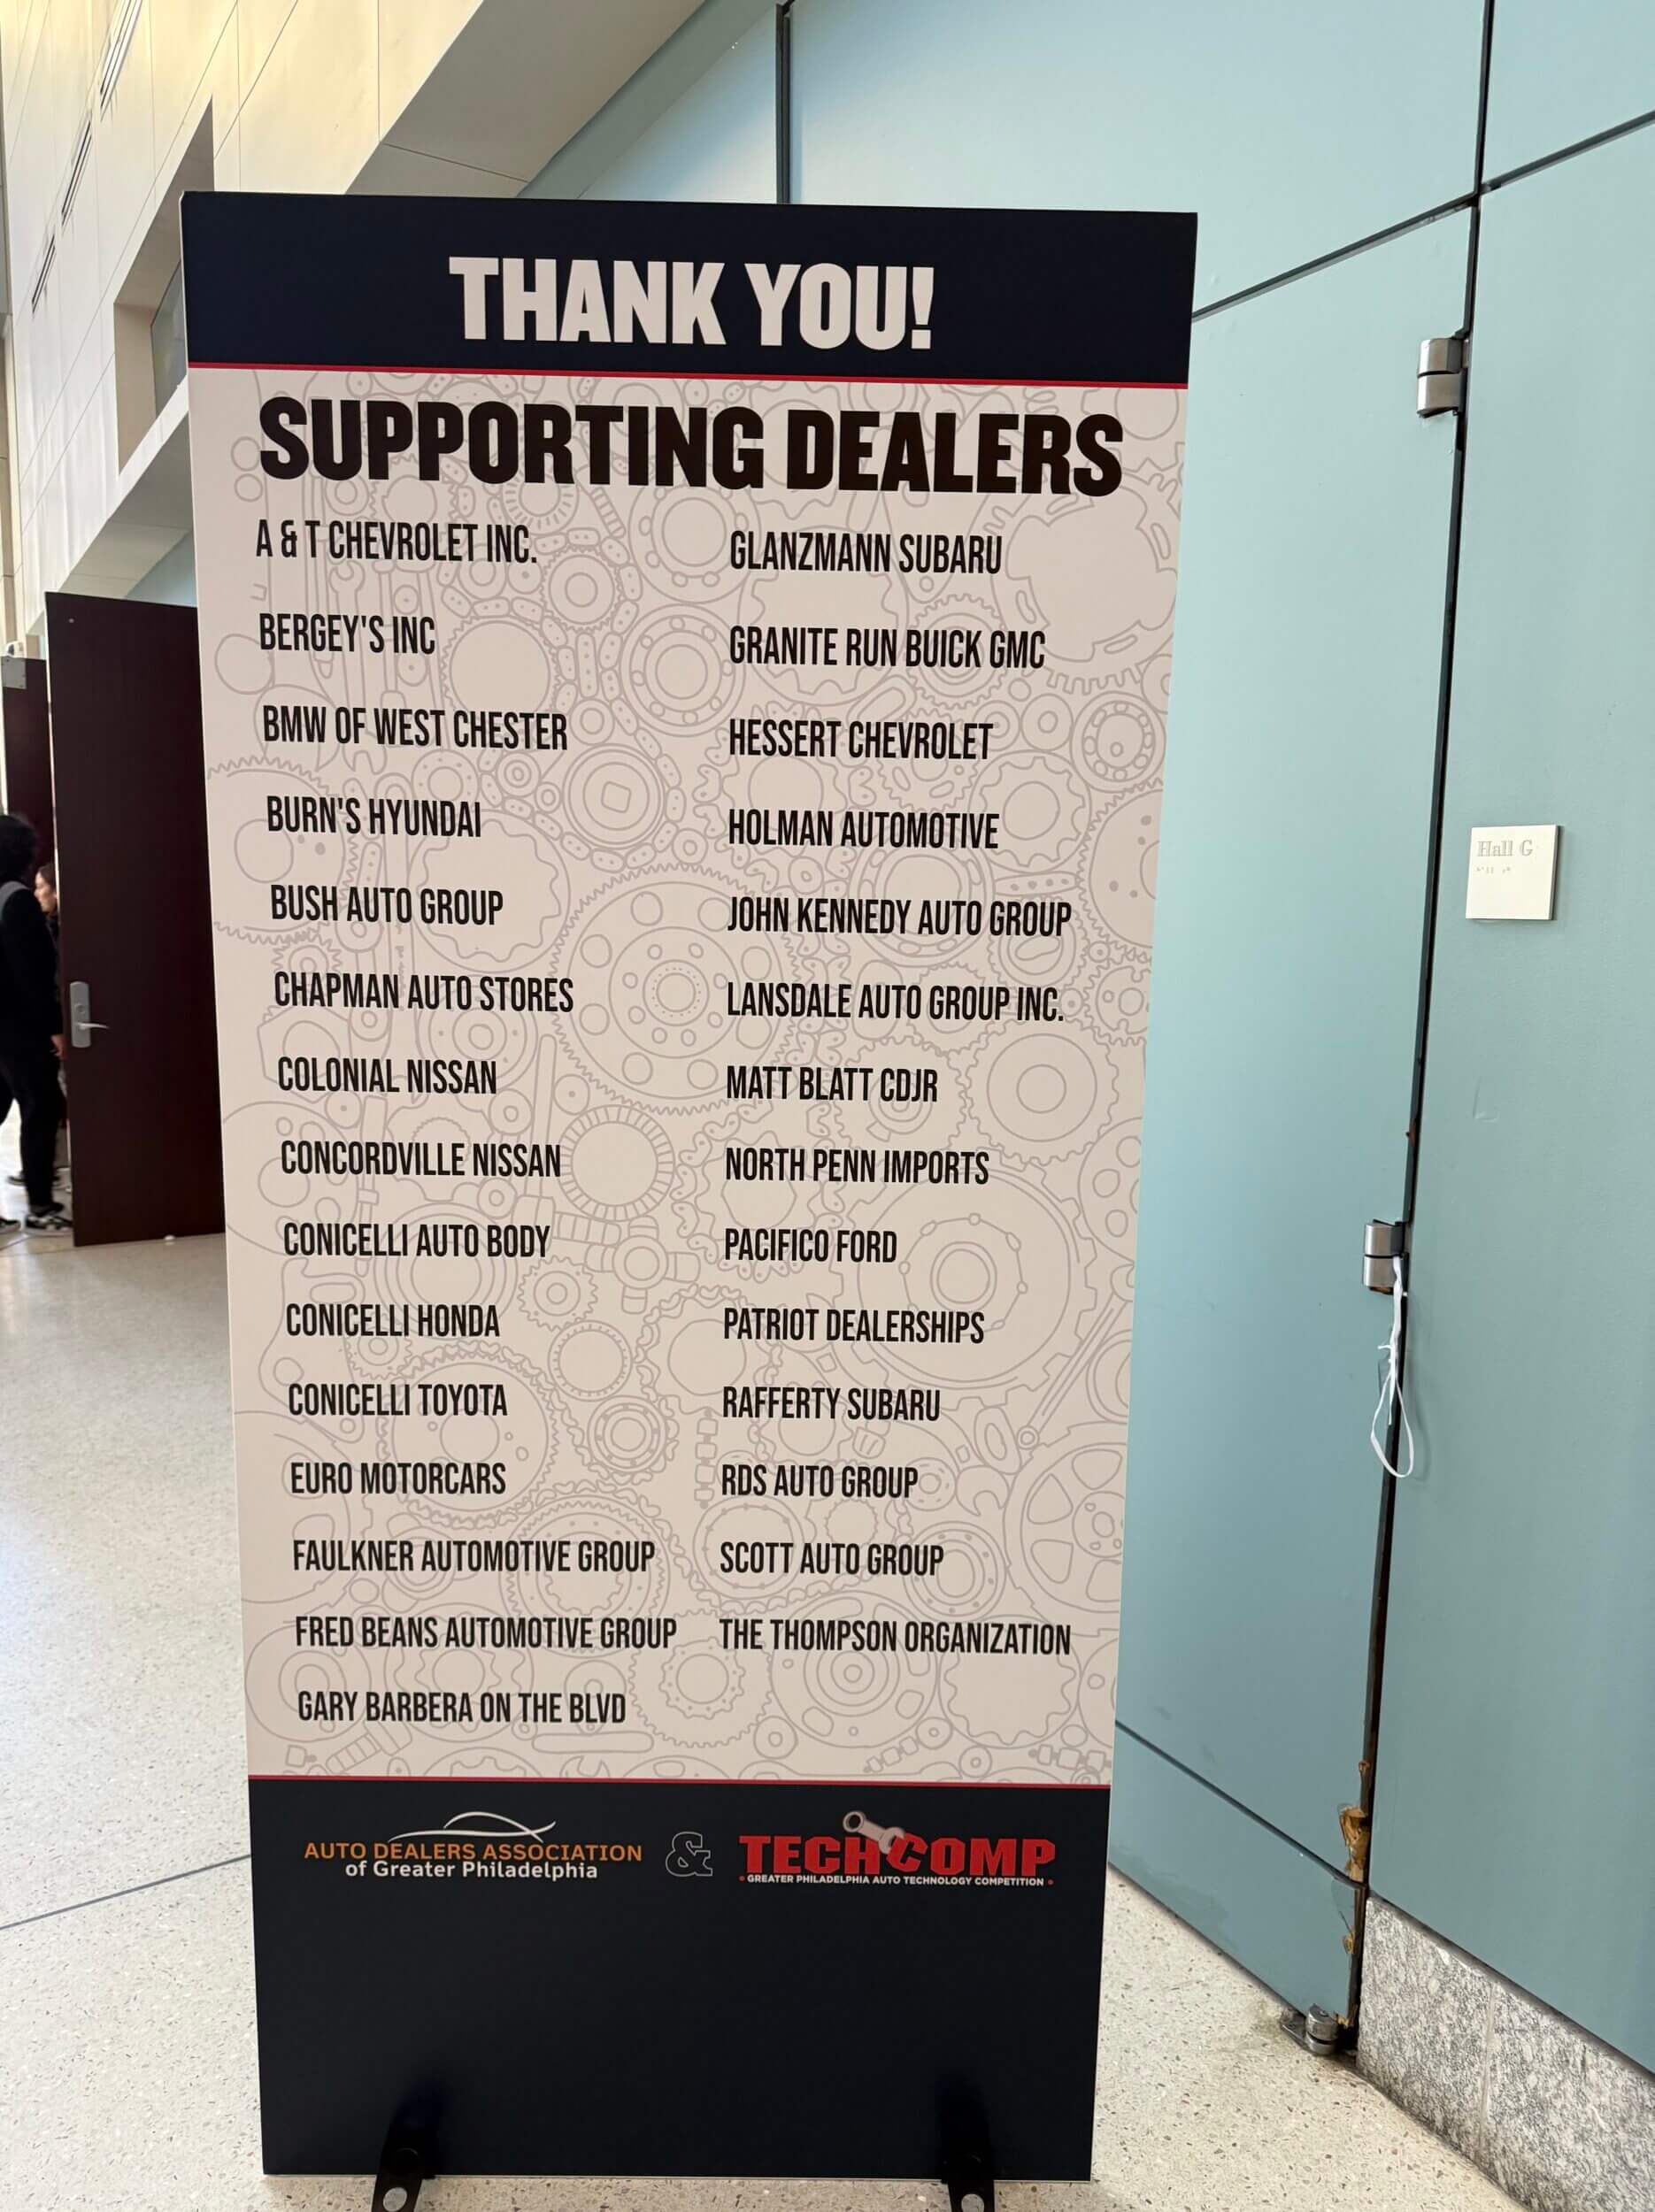 THANK YOU!
SUPPORTING DEALERS
A & T CHEVROLET INC.
BERGEY'S INC
BMW OF WEST CHESTER
BURN'S HYUNDAI
BUSH AUTO GROUP
CHAPMAN AUTO STORES
COLONIAL NISSAN
CONCORDVILLE NISSAN
CONICELLI AUTO BODY
CONICELLI HONDA
CONICELLI TOYOTA
EURO MOTORCARS
FAULKNER AUTOMOTIVE GROUP
FRED BEANS AUTOMOTIVE GROUP
GARY BARBERA ON THE BLVD
GLANZMANN SUBARU
GRANITE RUN BUICK GMC
HESSERT CHEVROLET
HOLMAN AUTOMOTIVE
JOHN KENNEDY AUTO GROUP
LANSDALE AUTO GROUP INC.
MATT BLATT CDJR
NORTH PENN IMPORTS
PACIFICO FORD
PATRIOT DEALERSHIPS
RAFFERTY SUBARU
RDS AUTO GROUP
SCOTT AUTO GROUP
THE THOMPSON ORGANIZATION
AUTO DEALERS ASSOCIATION
of Greater Philadelphia
&
TECH COMP
• GREATER PHILADELPHIA AUTO TECHNOLOGY COMPETITION •
Hall G